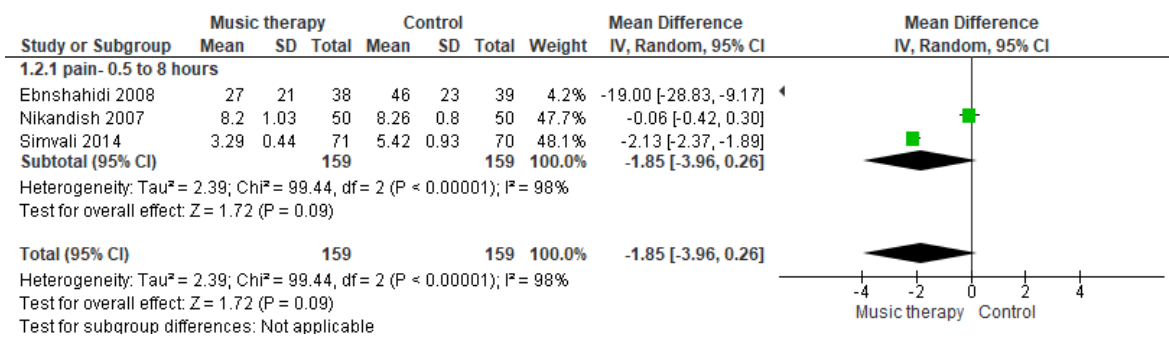 Music therapy Control Mean Difference Mean Difference
Study or Subgroup Mean SD Total Mean SD Total Weight IV, Random, 95% CI IV, Random, 95% CI
1.2.1 pain- 0.5 to 8 hours
Ebnshahidi 2008 27 21 38 46 23 39 4.2% -19.00 [-28.83, -9.17]
Nikandish 2007 8.2 1.03 50 8.26 0.8 50 47.7% -0.06 [-0.42, 0.30]
Simvali 2014 3.29 0.44 71 5.42 0.93 70 48.1% -2.13 [-2.37, -1.89]
Subtotal (95% CI) 159 159 100.0% -1.85 [-3.96, 0.26]
Heterogeneity: Tau² = 2.39; Chi² = 99.44, df = 2 (P < 0.00001); I² = 98%
Test for overall effect: Z = 1.72 (P = 0.09)
Total (95% CI) 159 159 100.0% -1.85 [-3.96, 0.26]
Heterogeneity: Tau² = 2.39; Chi² = 99.44, df = 2 (P < 0.00001); I² = 98%
Test for overall effect: Z = 1.72 (P = 0.09)
Test for subgroup differences: Not applicable
-4 -2 0 2 4
Music therapy Control